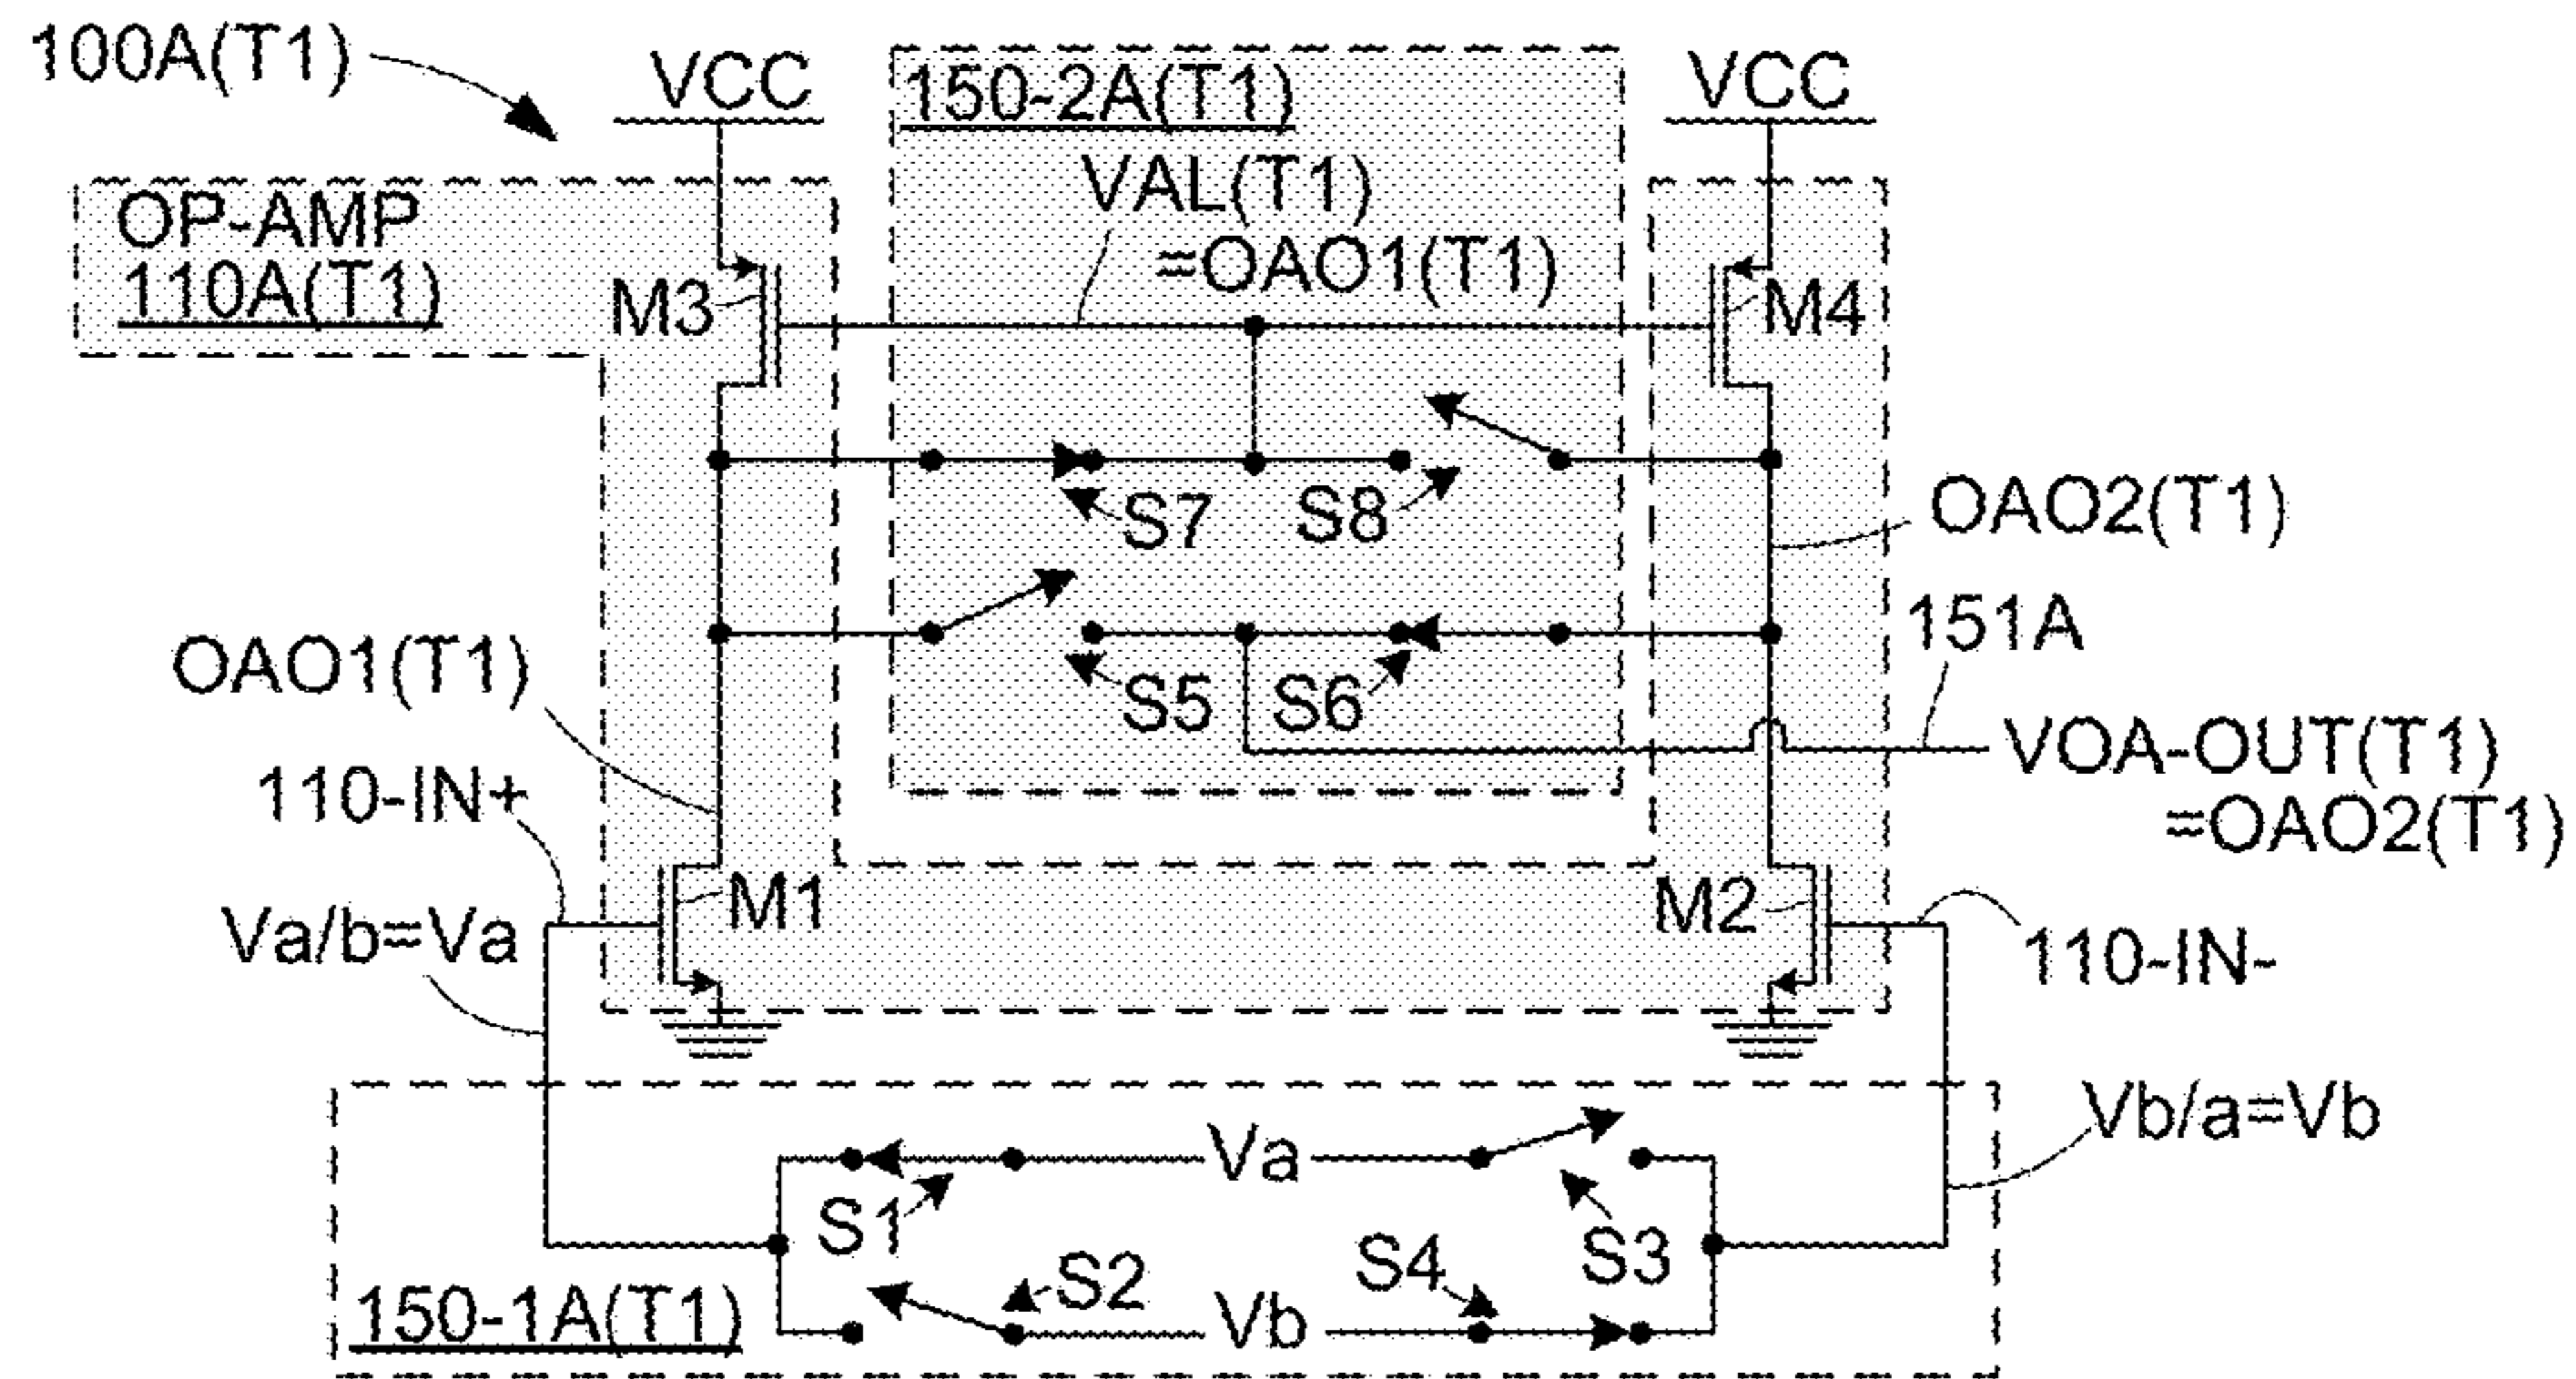 100A(T1)
VCC
150-2A(T1)
VCC
VAL(T1)
=OAO1(T1)
OP-AMP
110A(T1)
M3
M4
S7
S8
OAO2(T1)
151A
OAO1(T1)
S5
S6
VOA-OUT(T1)
=OAO2(T1)
110-IN+
M1
M2
Va/b=Va
110-IN-
Vb/a=Vb
Va
S1
S3
S2
S4
Vb
150-1A(T1)